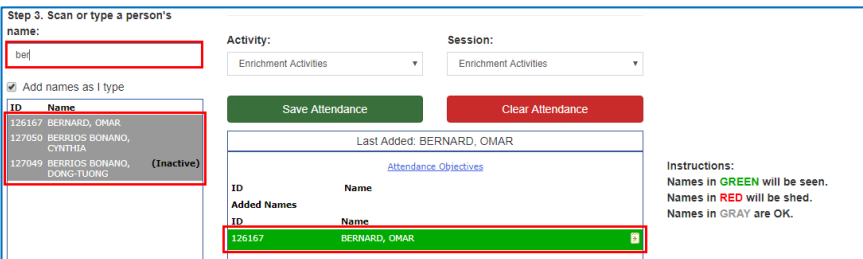 Step 3. Scan or type a person's
name:
ber
Add names as I type
ID Name
126167 BERNARD, OMAR
127050 BERRIOS BONANO,
CYNTHIA
127049 BERRIOS BONANO, (Inactive)
DONG-TUONG
Activity: Session:
Enrichment Activities Enrichment Activities
Save Attendance Clear Attendance
Last Added: BERNARD, OMAR
Attendance Objectives
ID Name
Added Names
ID Name
126167 BERNARD, OMAR
Instructions:
Names in GREEN will be seen.
Names in RED will be shed.
Names in GRAY are OK.